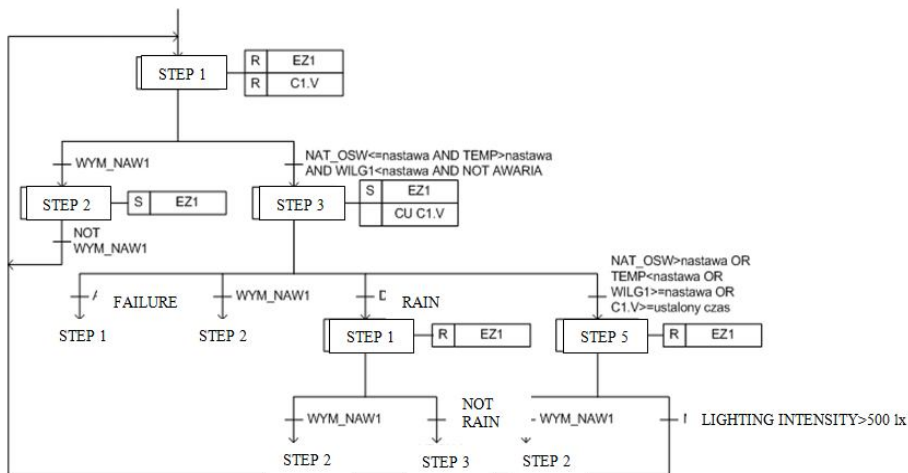 R EZ1
STEP 1
R C1.V
WYM_NAW1
NAT_OSW<=nastawa AND TEMP>nastawa
AND WILG1<nastawa AND NOT AWARIA
STEP 2
S EZ1
STEP 3
S EZ1
CU C1.V
NOT
WYM_NAW1
NAT_OSW>nastawa OR
TEMP<nastawa OR
WILG1>=nastawa OR
C1.V>=ustalony czas
FAILURE
WYM_NAW1
RAIN
STEP 1
STEP 2
STEP 1
R EZ1
STEP 5
R EZ1
WYM_NAW1
NOT
RAIN
WYM_NAW1
LIGHTING INTENSITY>500 lx
STEP 2
STEP 3
STEP 2